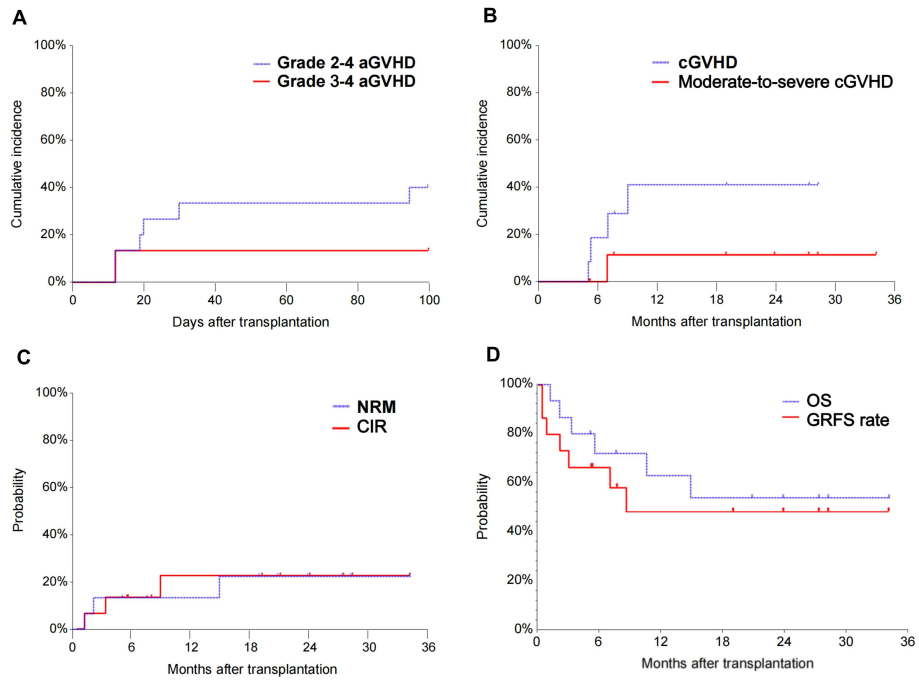 A
100%
80%
60%
40%
20%
0%
Cumulative incidence
Grade 2-4 aGVHD
Grade 3-4 aGVHD
0 20 40 60 80 100
Days after transplantation
B
100%
80%
60%
40%
20%
0%
Cumulative incidence
cGVHD
Moderate-to-severe cGVHD
0 6 12 18 24 30 36
Months after transplantation
C
100%
80%
60%
40%
20%
0%
Probability
NRM
CIR
0 6 12 18 24 30 36
Months after transplantation
D
100%
80%
60%
40%
20%
0%
Probability
OS
GRFS rate
0 6 12 18 24 30 36
Months after transplantation